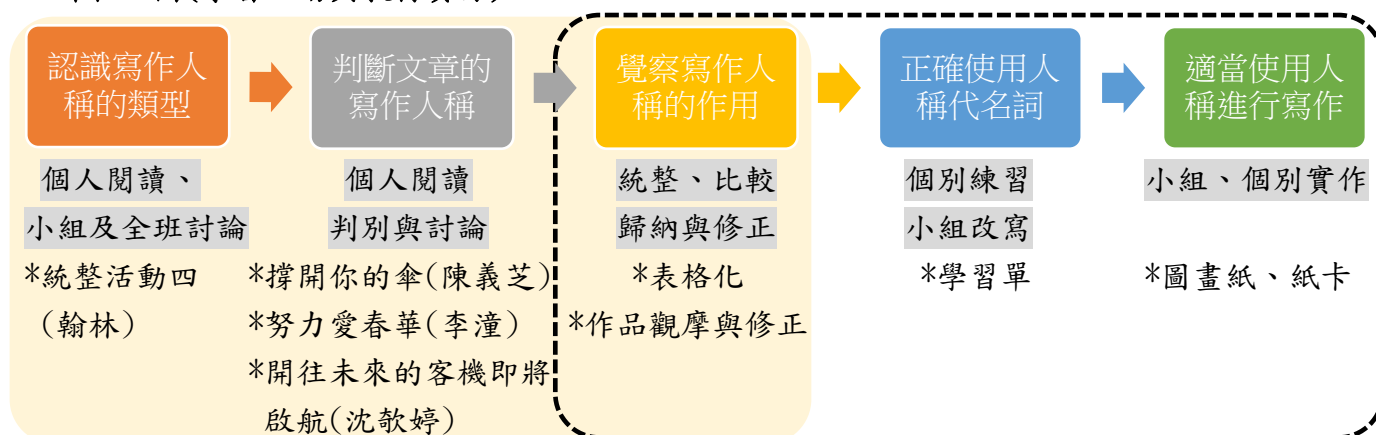 認識寫作人
稱的類型
判斷文章的
寫作人稱
覺察寫作人
稱的作用
正確使用人
稱代名詞
適當使用人
稱進行寫作
個人閱讀、
小組及全班討論
*統整活動四
(翰林)
個人閱讀
判別與討論
*撐開你的傘(陳義芝)
*努力愛春華(李潼)
*開往未來的客機即將
啟航(沈欹婷)
統整、比較
歸納與修正
*表格化
*作品觀摩與修正
個別練習
小組改寫
*學習單
小組、個別實作
*圖畫紙、紙卡